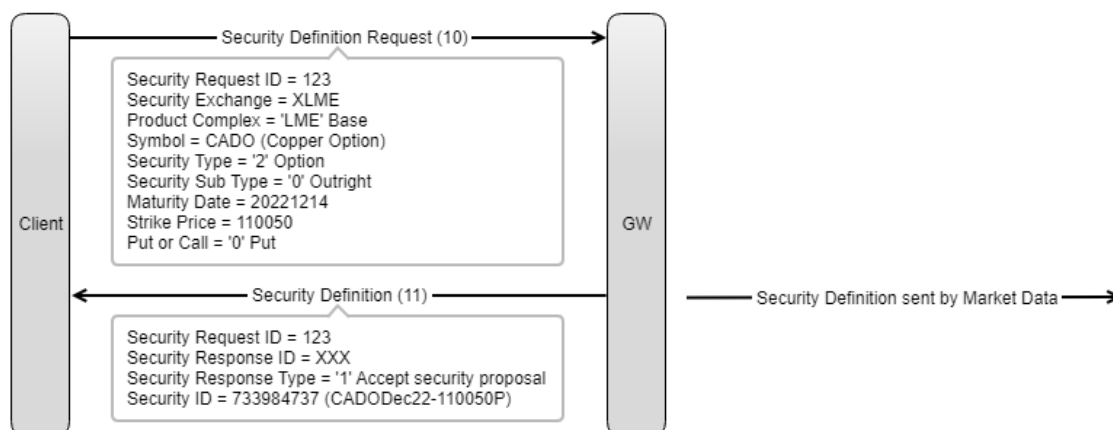 Security Definition Request (10)
Security Request ID = 123
Security Exchange = XLME
Product Complex = 'LME' Base
Symbol = CADO (Copper Option)
Security Type = '2' Option
Security Sub Type = '0' Outright
Maturity Date = 20221214
Strike Price = 110050
Put or Call = '0' Put
Client
GW
Security Definition (11)
Security Definition sent by Market Data
Security Request ID = 123
Security Response ID = XXX
Security Response Type = '1' Accept security proposal
Security ID = 733984737 (CADODec22-110050P)